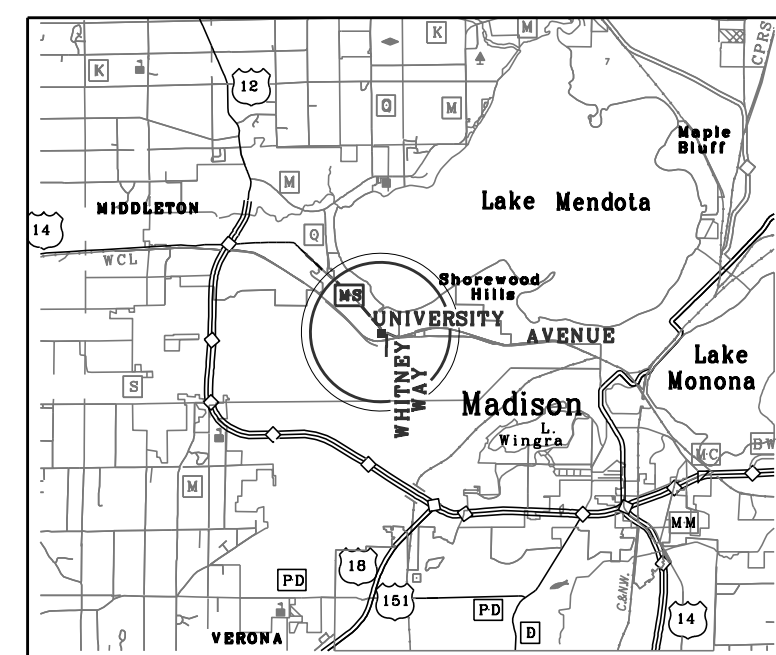 K
M
CPRS
K
12
7
Q
M
Maple
Bluff
M
MIDDLETON
Lake Mendota
14
Q
WCL
Shorewood
Hills
MS
UNIVERSITY
AVENUE
WHITNEY
WAY
Lake
Monona
S
Madison
L.
Wingra
MC
BW
M
MM
18
PD
151
PD
D
C.&N.W.
14
VERONA